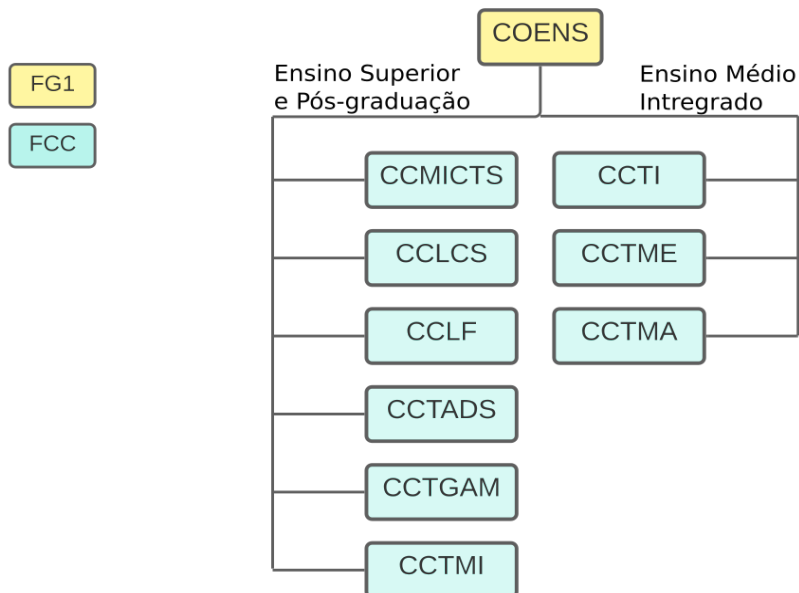 COENS
FG1
FCC
Ensino Superior
e Pós-graduação
Ensino Médio
Intregrado
CCMICTS
CCLCS
CCLF
CCTADS
CCTGAM
CCTMI
CCTI
CCTME
CCTMA